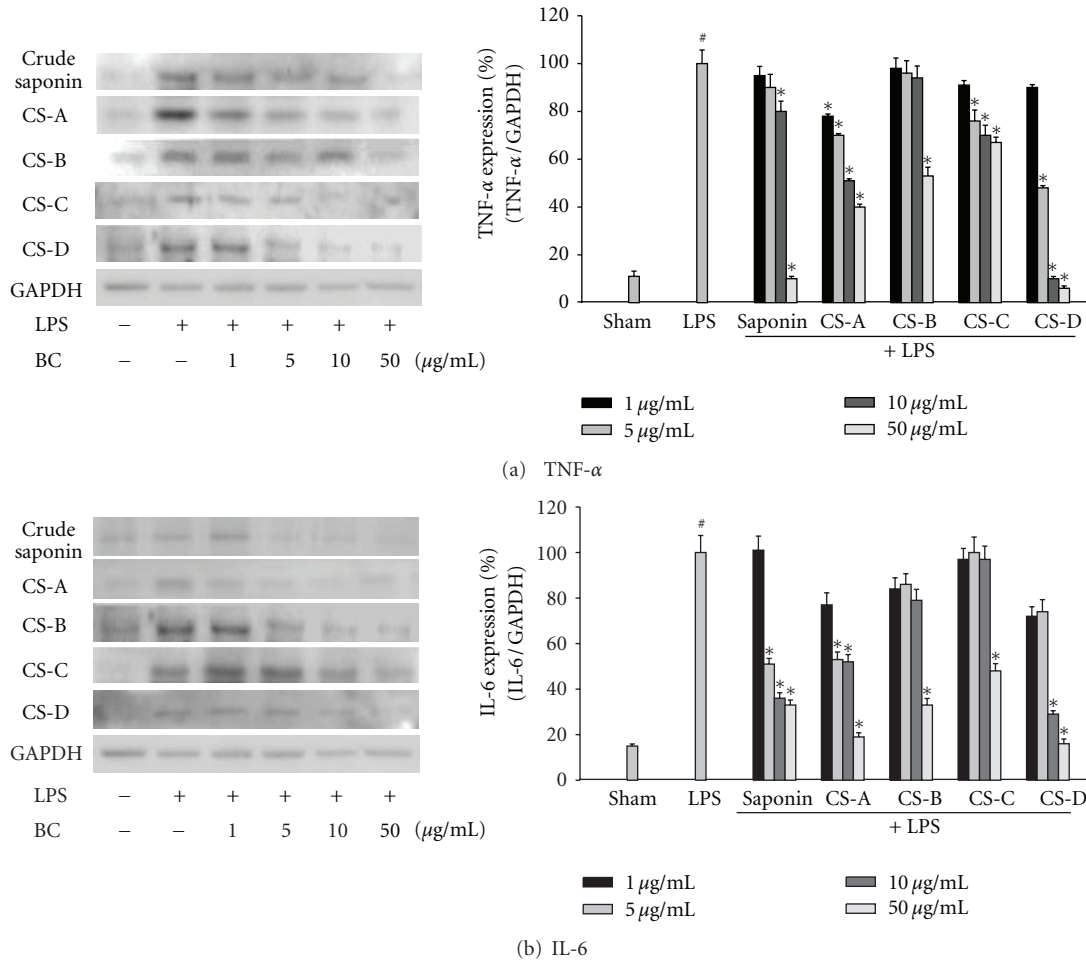 Crude
saponin
CS-A
CS-B
CS-C
CS-D
GAPDH
LPS − + + + + +
BC − − 1 5 10 50 (μg/mL)
TNF-α expression (%)
(TNF-α/GAPDH)
120
100
80
60
40
20
0
#
* * * * * * * * * * * * *
Sham LPS Saponin CS-A CS-B CS-C CS-D
+ LPS
1 μg/mL
5 μg/mL
10 μg/mL
50 μg/mL
(a) TNF-α
Crude
saponin
CS-A
CS-B
CS-C
CS-D
GAPDH
LPS − + + + + +
BC − − 1 5 10 50 (μg/mL)
IL-6 expression (%)
(IL-6/GAPDH)
120
100
80
60
40
20
0
#
* * * * * * * * * *
Sham LPS Saponin CS-A CS-B CS-C CS-D
+ LPS
1 μg/mL
5 μg/mL
10 μg/mL
50 μg/mL
(b) IL-6